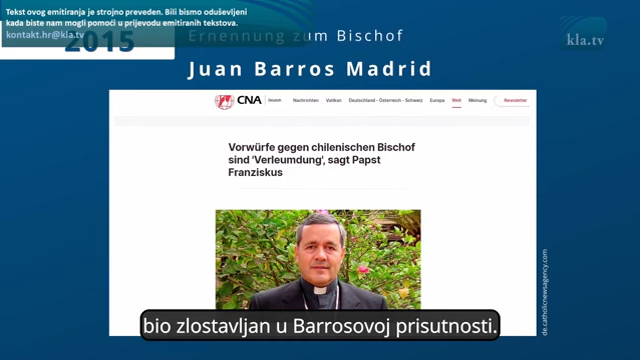 Tekst ovog emitiranja je strojno preveden. Bili bismo oduševljeni
kada biste nam mogli pomoći u prijevodu emitiranih tekstova.
kontakt.hr@kla.tv
2015
Ernennung zum Bischof
kla.tv
Juan Barros Madrid
CNA Deutsch Nachrichten Vatikan Deutschland - Österreich - Schweiz Europa Welt Meinung Newsletter
Vorwürfe gegen chilenischen Bischof
sind 'Verleumdung', sagt Papst
Franziskus
de.catholicnewsagency.com
bio zlostavljan u Barrosovoj prisutnosti.